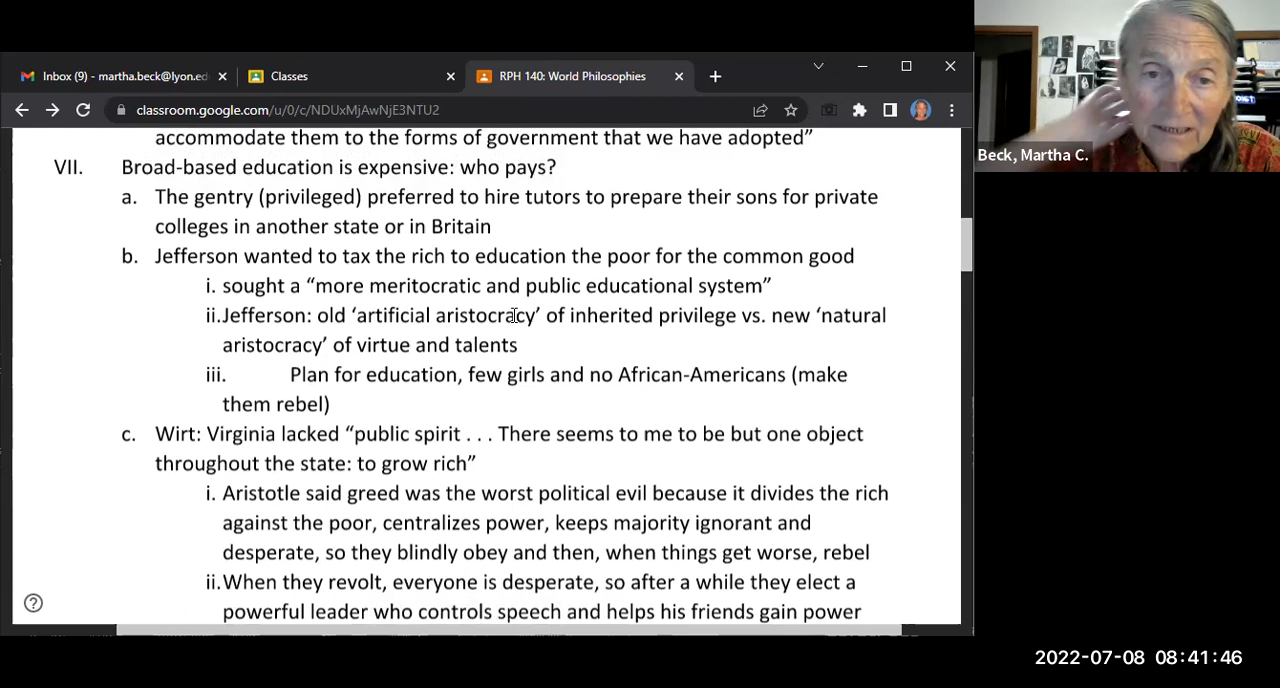 Inbox (9) - martha.beck@lyon.ed
Classes
RPH 140: World Philosophies
classroom.google.com/u/0/c/NDUxMjAwNjE3NTU2
Beck, Martha C.
accommodate them to the forms of government that we have adopted”
VII. Broad-based education is expensive: who pays?
a. The gentry (privileged) preferred to hire tutors to prepare their sons for private
colleges in another state or in Britain
b. Jefferson wanted to tax the rich to education the poor for the common good
i. sought a “more meritocratic and public educational system”
ii.Jefferson: old ‘artificial aristocracy’ of inherited privilege vs. new ‘natural
aristocracy’ of virtue and talents
iii. Plan for education, few girls and no African-Americans (make
them rebel)
c. Wirt: Virginia lacked “public spirit . . . There seems to me to be but one object
throughout the state: to grow rich”
i. Aristotle said greed was the worst political evil because it divides the rich
against the poor, centralizes power, keeps majority ignorant and
desperate, so they blindly obey and then, when things get worse, rebel
ii.When they revolt, everyone is desperate, so after a while they elect a
powerful leader who controls speech and helps his friends gain power
2022-07-08 08:41:46